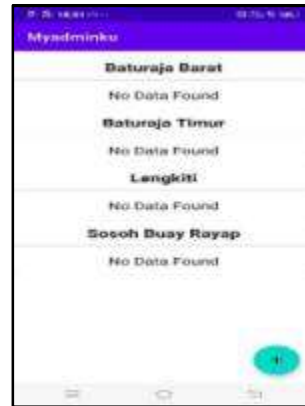 Myadminku
Baturaja Barat
No Data Found
Baturaja Timur
No Data Found
Lengkiti
No Data Found
Sosoh Buay Rayap
No Data Found
+